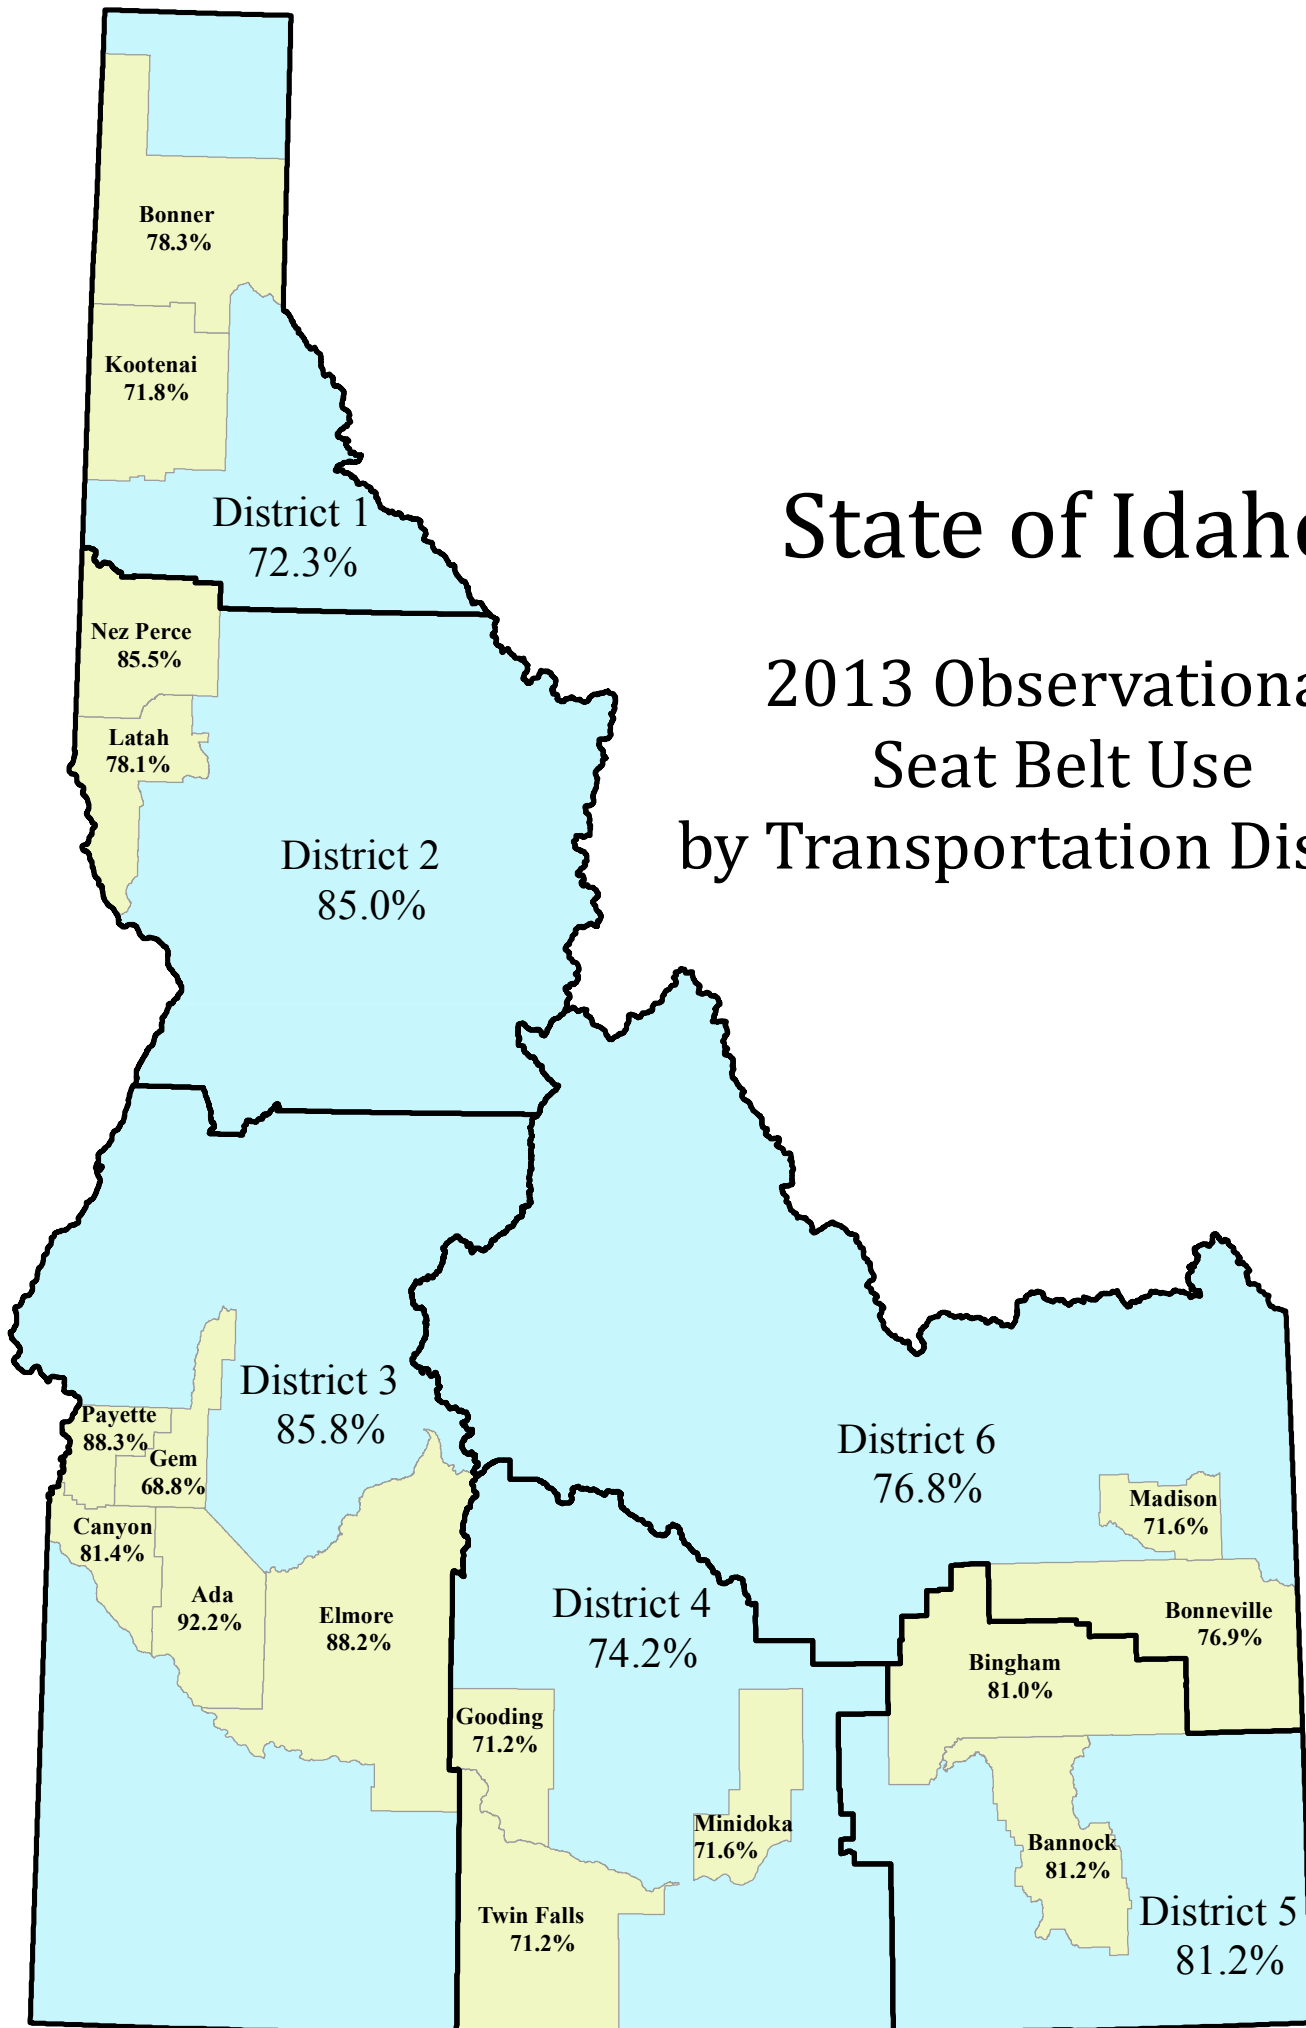 Bonner
78.3%
Kootenai
71.8%
District 1
72.3%
State of Idaho
2013 Observationa
Seat Belt Use
by Transportation Dis
Nez Perce
85.5%
Latah
78.1%
District 2
85.0%
District 3
85.8%
Payette
88.3%
Gem
68.8%
Canyon
81.4%
Ada
92.2%
Elmore
88.2%
District 6
76.8%
Madison
71.6%
Bonneville
76.9%
District 4
74.2%
Bingham
81.0%
Gooding
71.2%
Minidoka
71.6%
Twin Falls
71.2%
Bannock
81.2%
District 5
81.2%